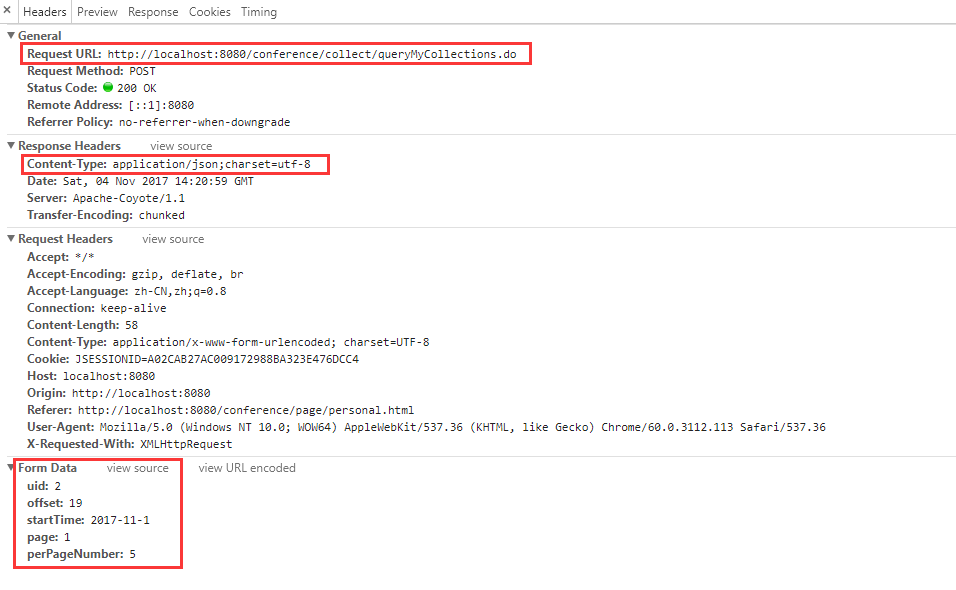 × Headers Preview Response Cookies Timing
▼ General
Request URL: http://localhost:8080/conference/collect/queryMyCollections.do
Request Method: POST
Status Code: 200 OK
Remote Address: [::1]:8080
Referrer Policy: no-referrer-when-downgrade
▼ Response Headers view source
Content-Type: application/json;charset=utf-8
Date: Sat, 04 Nov 2017 14:20:59 GMT
Server: Apache-Coyote/1.1
Transfer-Encoding: chunked
▼ Request Headers view source
Accept: */*
Accept-Encoding: gzip, deflate, br
Accept-Language: zh-CN,zh;q=0.8
Connection: keep-alive
Content-Length: 58
Content-Type: application/x-www-form-urlencoded; charset=UTF-8
Cookie: JSESSIONID=A02CAB27AC009172988BA323E476DCC4
Host: localhost:8080
Origin: http://localhost:8080
Referer: http://localhost:8080/conference/page/personal.html
User-Agent: Mozilla/5.0 (Windows NT 10.0; WOW64) AppleWebKit/537.36 (KHTML, like Gecko) Chrome/60.0.3112.113 Safari/537.36
X-Requested-With: XMLHttpRequest
▼ Form Data view source view URL encoded
uid: 2
offset: 19
startTime: 2017-11-1
page: 1
perPageNumber: 5